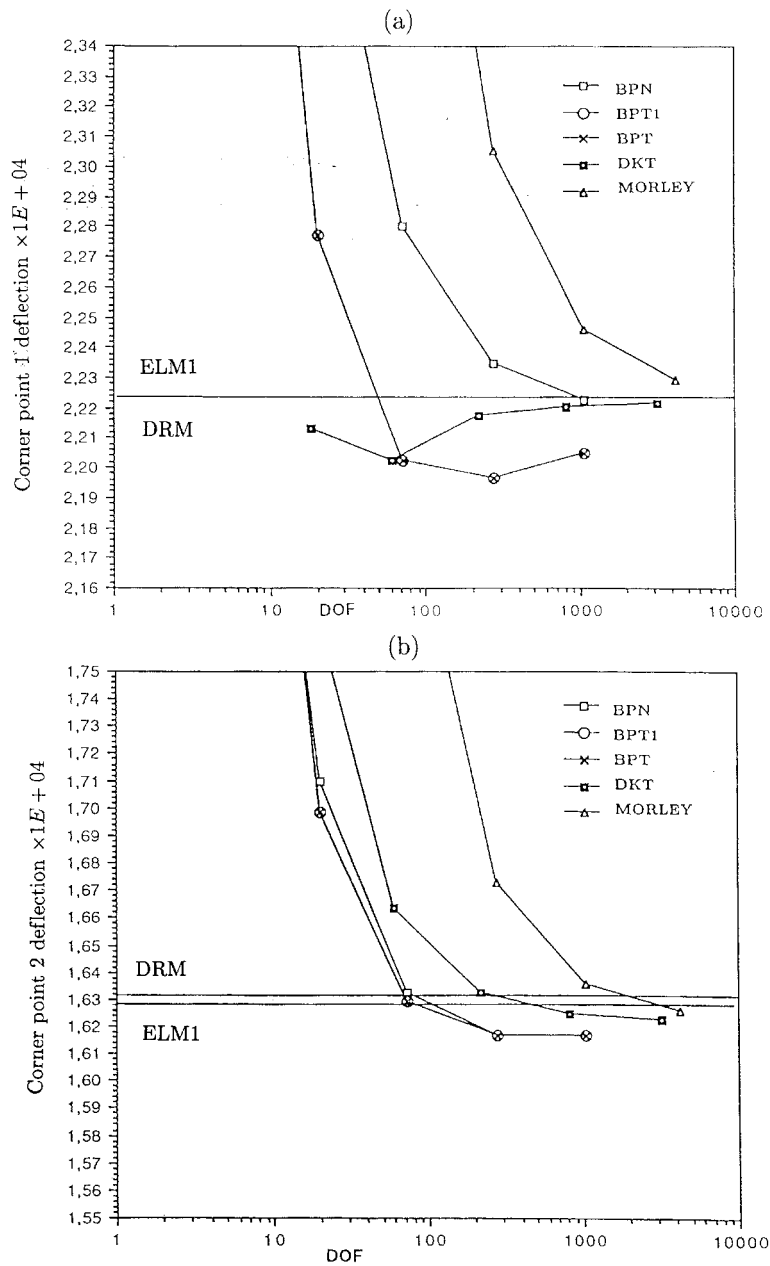 (a)
2,34
2,33
2,32
2,31
2,30
2,29
2,28
2,27
2,26
2,25
2,24
2,23
2,22
2,21
2,20
2,19
2,18
2,17
2,16
Corner point 1 deflection ×1E + 04
BPN
BPT1
BPT
DKT
MORLEY
ELM1
DRM
1
10
100
1000
10000
DOF
(b)
1,75
1,74
1,73
1,72
1,71
1,70
1,69
1,68
1,67
1,66
1,65
1,64
1,63
1,62
1,61
1,60
1,59
1,58
1,57
1,56
1,55
Corner point 2 deflection ×1E + 04
BPN
BPT1
BPT
DKT
MORLEY
DRM
ELM1
1
10
100
1000
10000
DOF